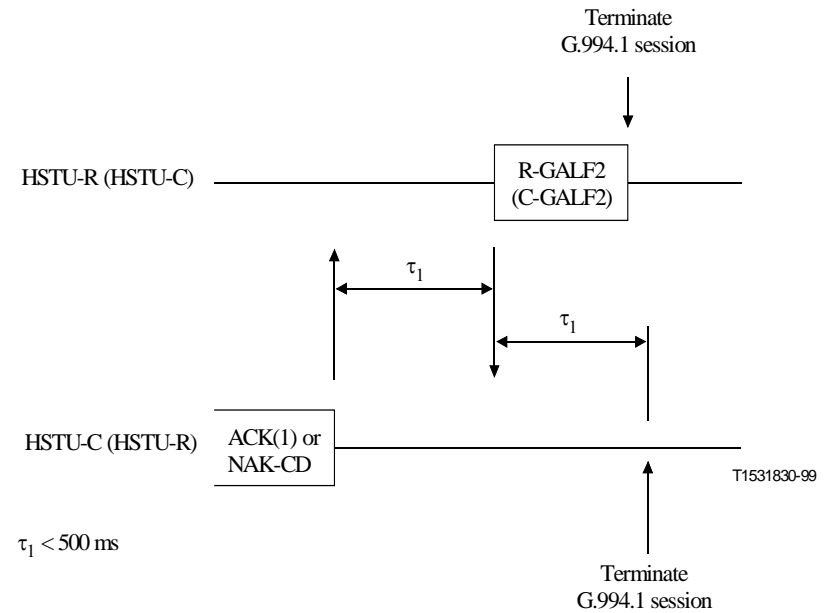 Terminate
G.994.1 session
HSTU-R (HSTU-C)
R-GALF2
(C-GALF2)
τ1
τ1
HSTU-C (HSTU-R)
ACK(1) or
NAK-CD
T1531830-99
τ1 < 500 ms
Terminate
G.994.1 session